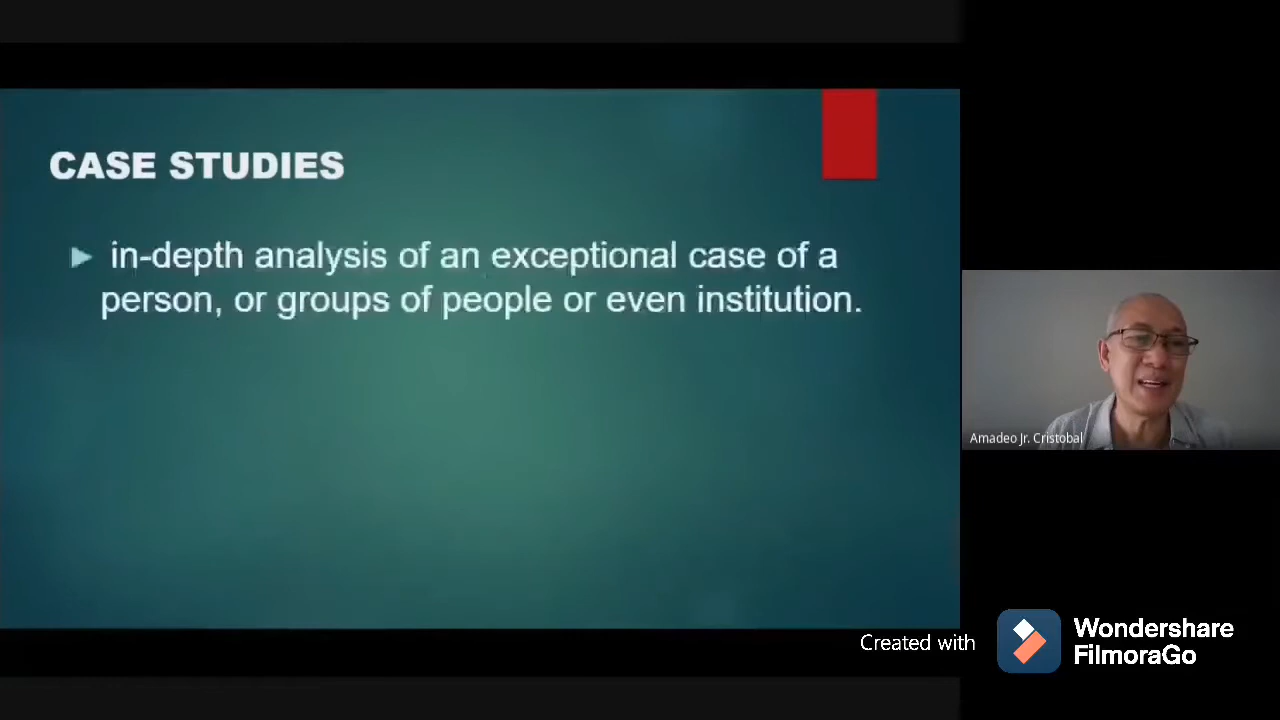 CASE STUDIES
in-depth analysis of an exceptional case of a
person, or groups of people or even institution.
Amadeo Jr. Cristobal
Created with
Wondershare
FilmoraGo